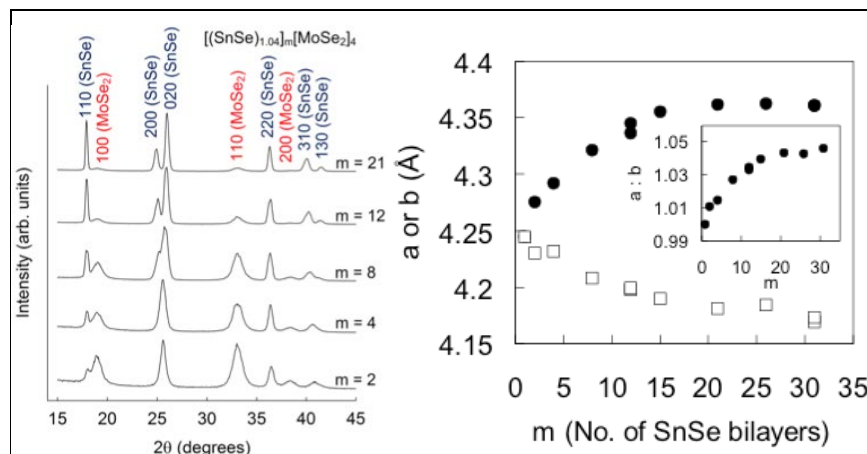 [(SnSe)₁.₀₄]ₘ[MoSe₂]₄
110 (SnSe)
100 (MoSe₂)
200 (SnSe)
020 (SnSe)
110 (MoSe₂)
220 (SnSe)
200 (MoSe₂)
310 (SnSe)
130 (SnSe)
m = 21
m = 12
m = 8
m = 4
m = 2
Intensity (arb. units)
15 20 25 30 35 40 45
2θ (degrees)
a or b (Å)
4.4
4.35
4.3
4.25
4.2
4.15
0 5 10 15 20 25 30 35
m (No. of SnSe bilayers)
a : b
1.05
1.03
1.01
0.99
0 10 20 30
m